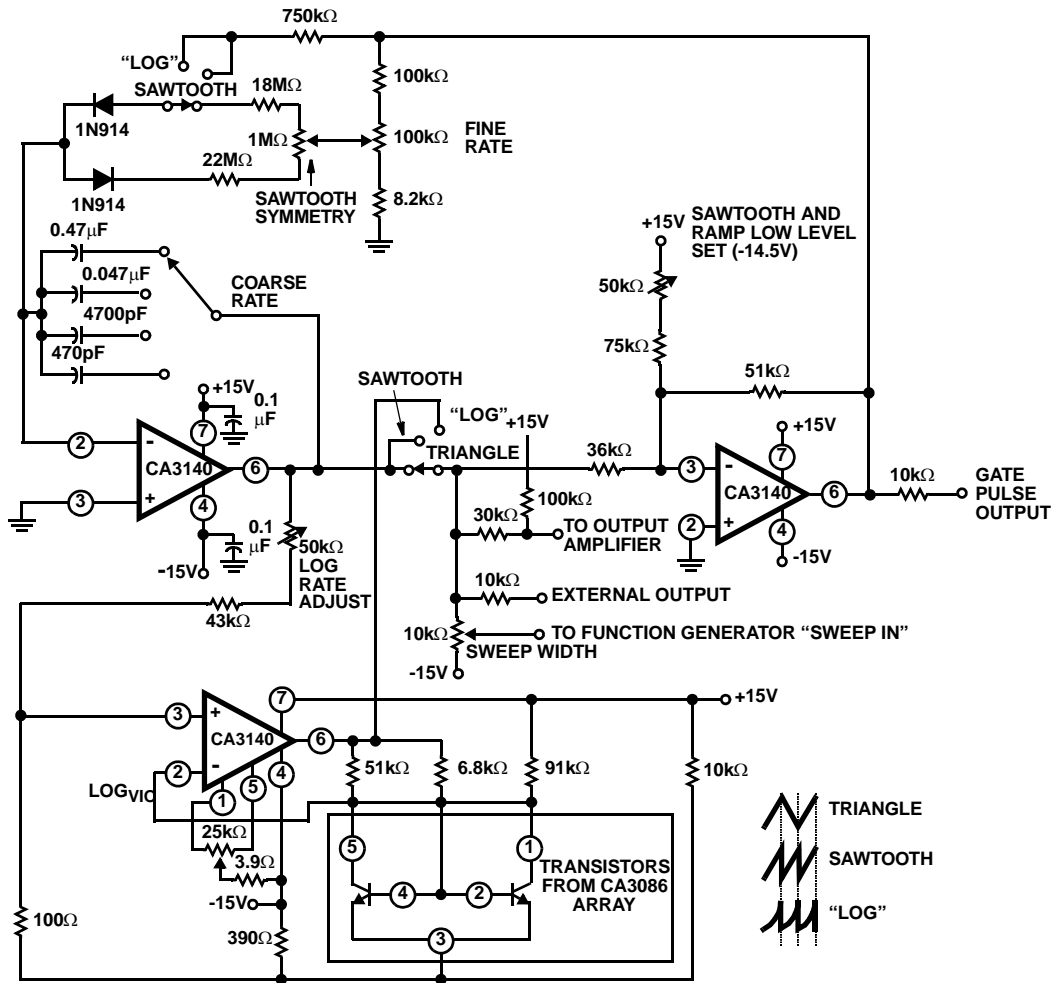 750kΩ
“LOG”
SAWTOOTH
18MΩ
100kΩ
1N914
1MΩ
100kΩ
FINE
RATE
22MΩ
1N914
SAWTOOTH
SYMMETRY
8.2kΩ
0.47μF
0.047μF
4700pF
470pF
COARSE
RATE
+15V
SAWTOOTH AND
RAMP LOW LEVEL
SET (-14.5V)
50kΩ
75kΩ
51kΩ
+15V
0.1
μF
7
2
-
CA3140
6
3
+
4
0.1
μF
-15V
SAWTOOTH
“LOG”
+15V
TRIANGLE
36kΩ
100kΩ
30kΩ
TO OUTPUT
AMPLIFIER
+15V
7
3
-
CA3140
6
2
+
4
-15V
10kΩ
GATE
PULSE
OUTPUT
50kΩ
LOG
RATE
ADJUST
43kΩ
10kΩ
EXTERNAL OUTPUT
10kΩ
TO FUNCTION GENERATOR “SWEEP IN”
SWEEP WIDTH
-15V
7
+15V
3
+
CA3140
6
2
-
4
5
1
LOGVIO
51kΩ
6.8kΩ
91kΩ
10kΩ
25kΩ
3.9Ω
-15V
390Ω
100Ω
5
1
4
2
3
TRANSISTORS
FROM CA3086
ARRAY
TRIANGLE
SAWTOOTH
“LOG”